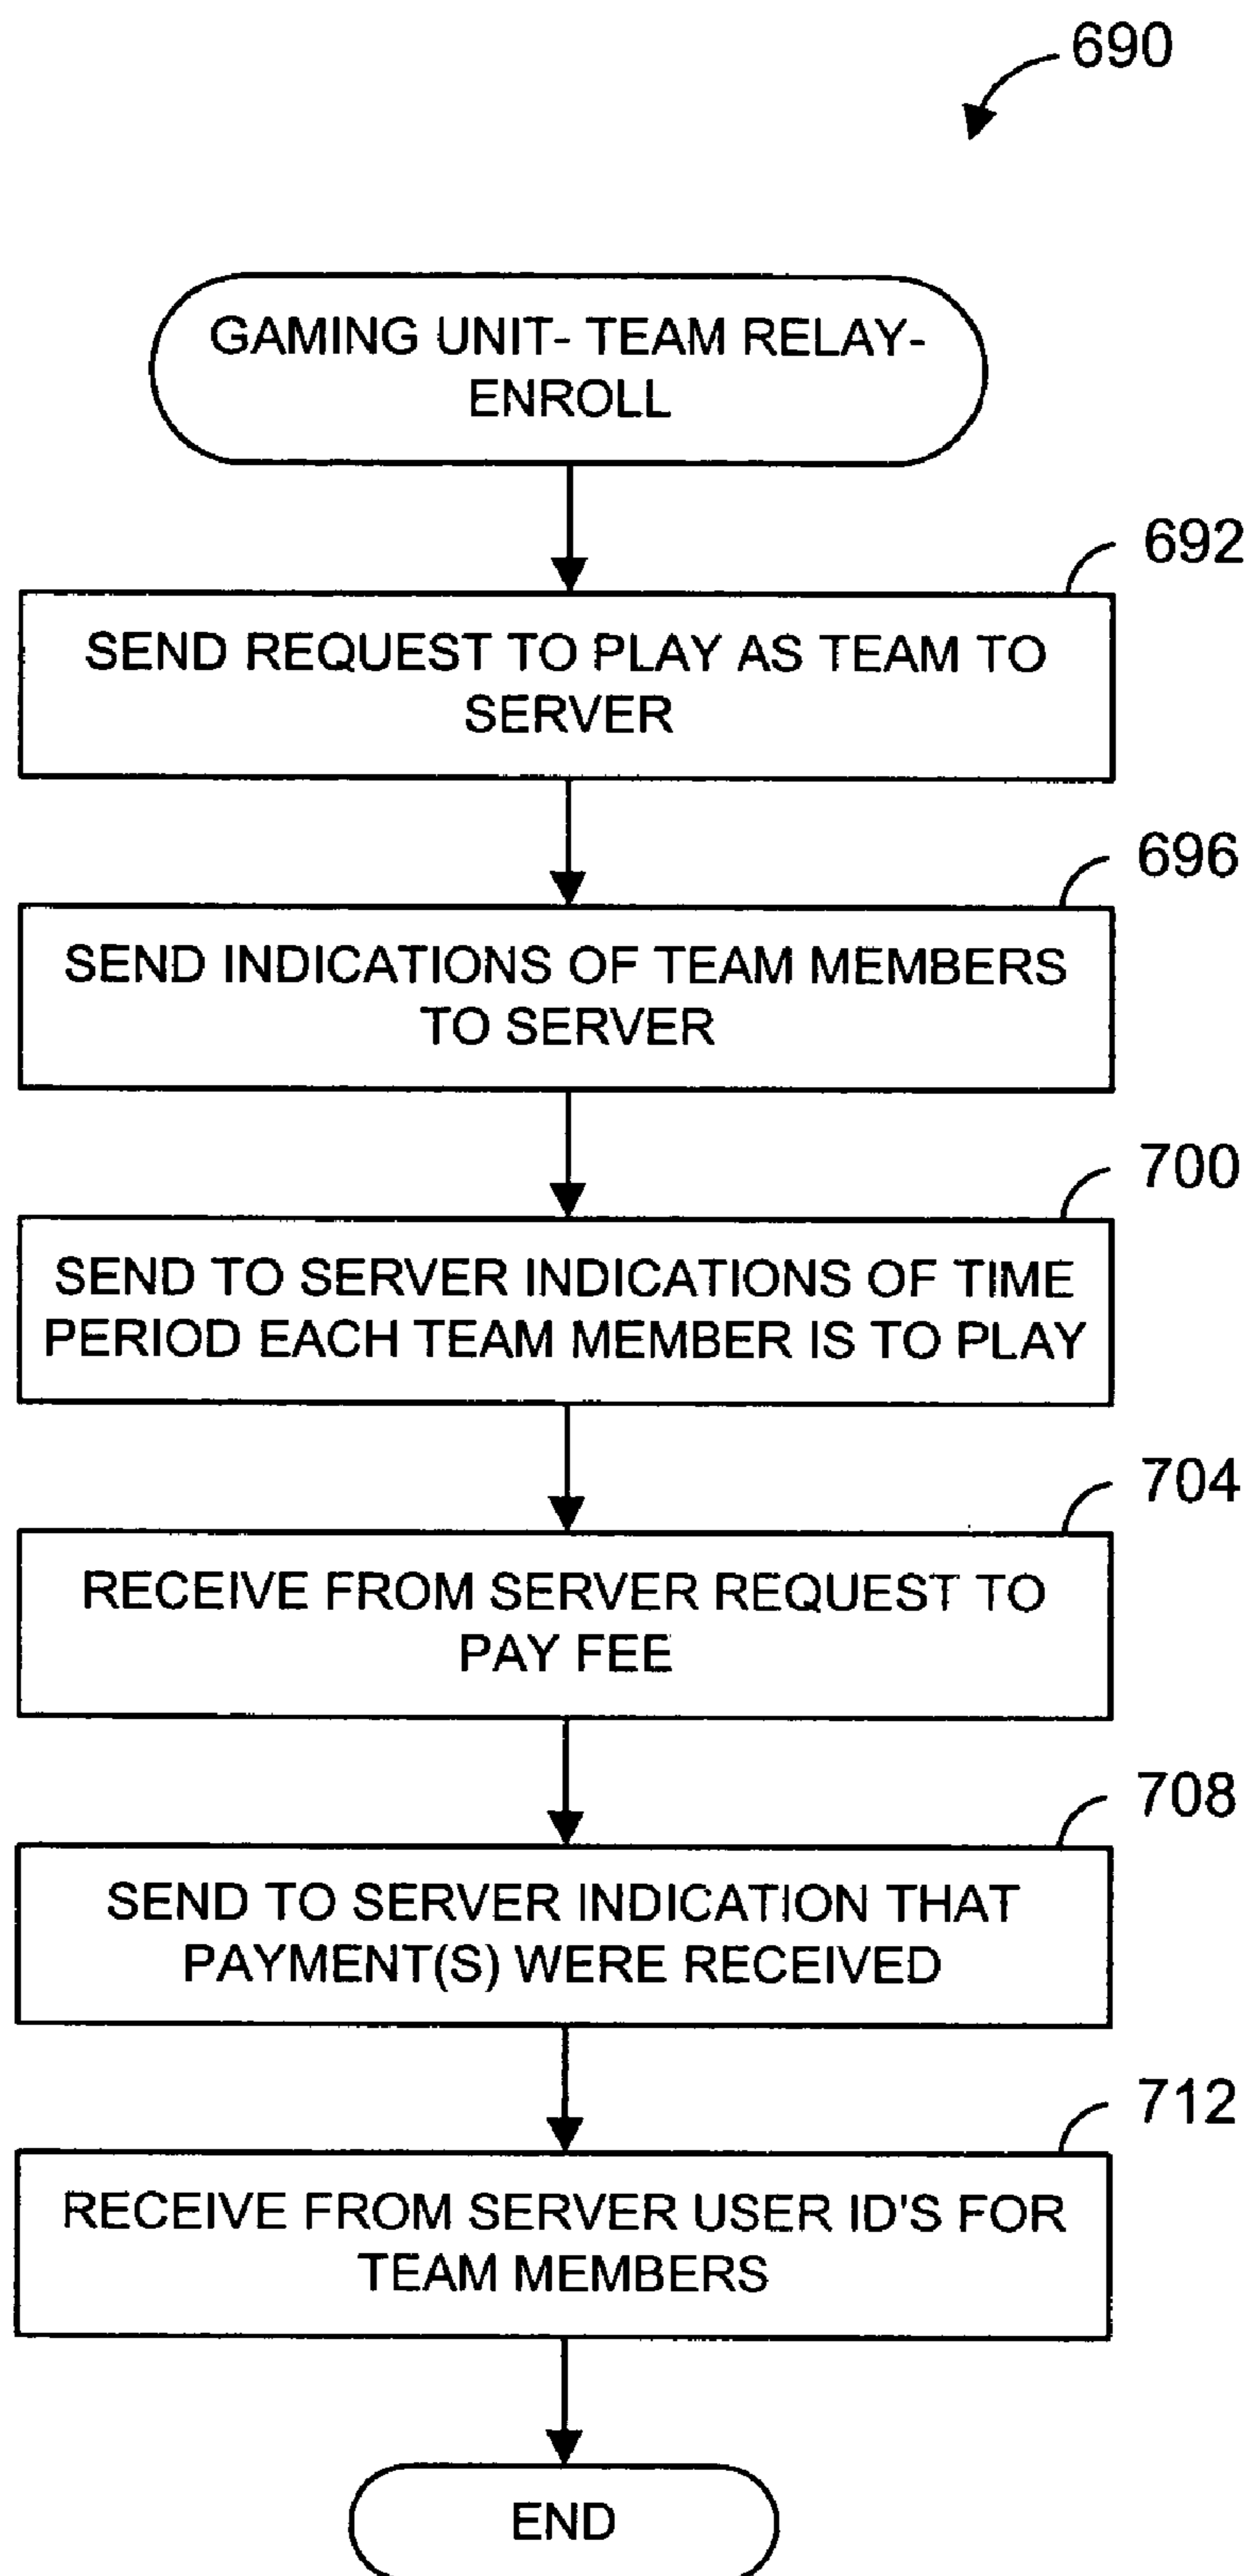 690
GAMING UNIT- TEAM RELAY-
ENROLL
692
SEND REQUEST TO PLAY AS TEAM TO
SERVER
696
SEND INDICATIONS OF TEAM MEMBERS
TO SERVER
700
SEND TO SERVER INDICATIONS OF TIME
PERIOD EACH TEAM MEMBER IS TO PLAY
704
RECEIVE FROM SERVER REQUEST TO
PAY FEE
708
SEND TO SERVER INDICATION THAT
PAYMENT(S) WERE RECEIVED
712
RECEIVE FROM SERVER USER ID'S FOR
TEAM MEMBERS
END